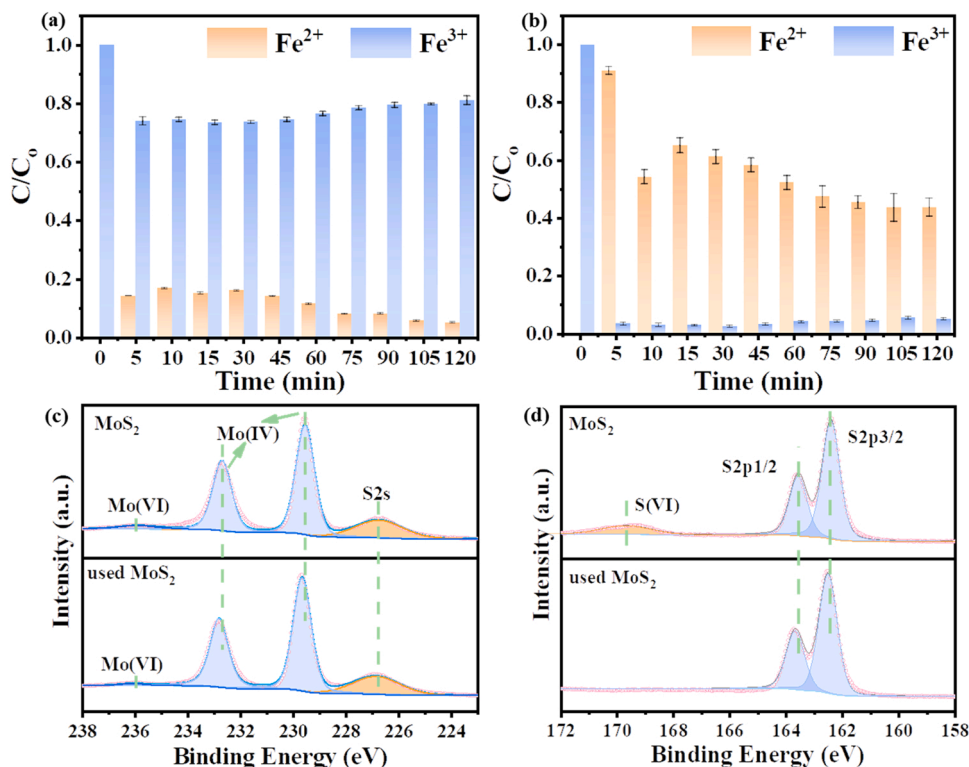 (a)
Fe2+
Fe3+
1.0
0.8
0.6
0.4
0.2
0.0
C/Co
0 5 10 15 30 45 60 75 90 105 120
Time (min)
(b)
Fe2+
Fe3+
1.0
0.8
0.6
0.4
0.2
0.0
C/Co
0 5 10 15 30 45 60 75 90 105 120
Time (min)
(c)
MoS2
Mo(IV)
Mo(VI)
S2s
used MoS2
Mo(VI)
Intensity (a.u.)
238 236 234 232 230 228 226 224
Binding Energy (eV)
(d)
MoS2
S2p3/2
S2p1/2
S(VI)
used MoS2
Intensity (a.u.)
172 170 168 166 164 162 160 158
Binding Energy (eV)